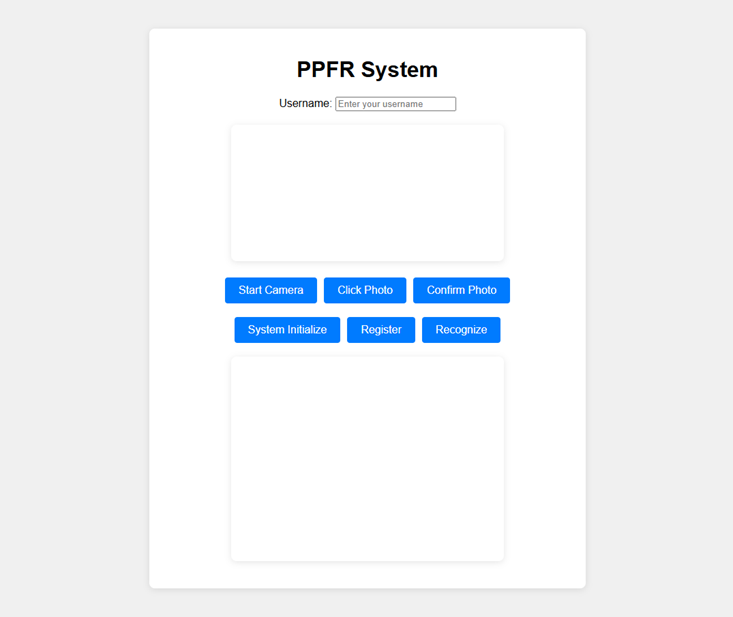 PPFR System
Username: Enter your username
Start Camera Click Photo Confirm Photo
System Initialize Register Recognize